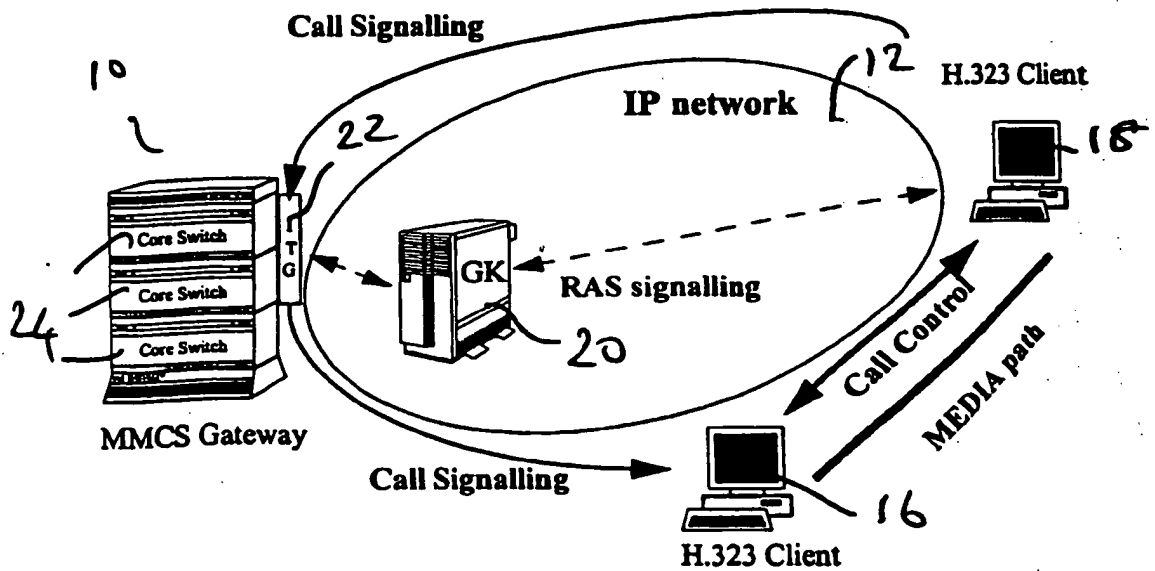 Call Signalling
10
12
H.323 Client
IP network
22
18
Core Switch
I
T
G
GK
RAS signalling
Core Switch
24
20
Core Switch
Call Control
MEDIA path
MMCS Gateway
Call Signalling
16
H.323 Client